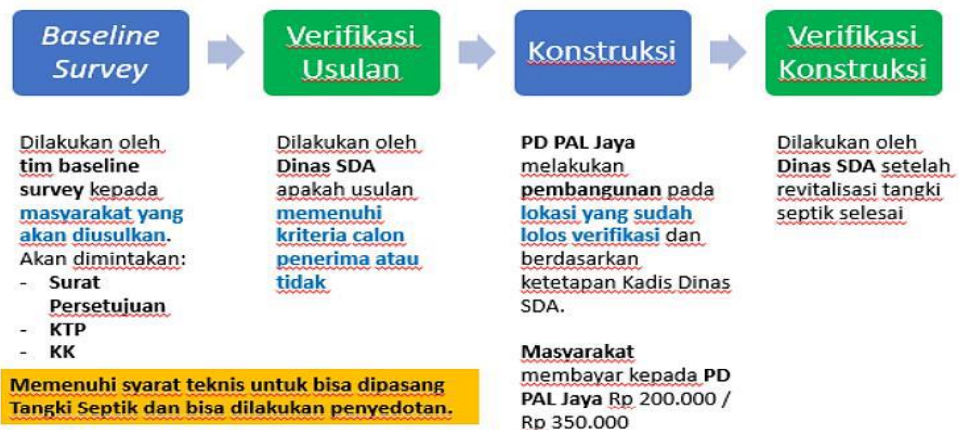 Baseline
Survey
Verifikasi
Usulan
Konstruksi
Verifikasi
Konstruksi
Dilakukan oleh
tim baseline
survey kepada
masyarakat yang
akan diusulkan.
Akan dimintakan:
- Surat
Persetujuan
- KTP
- KK
Memenuhi syarat teknis untuk bisa dipasang
Tangki Septik dan bisa dilakukan penyedotan.
Dilakukan oleh
Dinas SDA
apakah usulan
memenuhi
kriteria calon
penerima atau
tidak
PD PAL Jaya
melakukan
pembangunan pada
lokasi yang sudah
lolos verifikasi dan
berdasarkan
ketetapan Kadis Dinas
SDA.
Masyarakat
membayar kepada PD
PAL Jaya Rp 200.000 /
Rp 350.000
Dilakukan oleh
Dinas SDA setelah
revitalisasi tangki
septik selesai